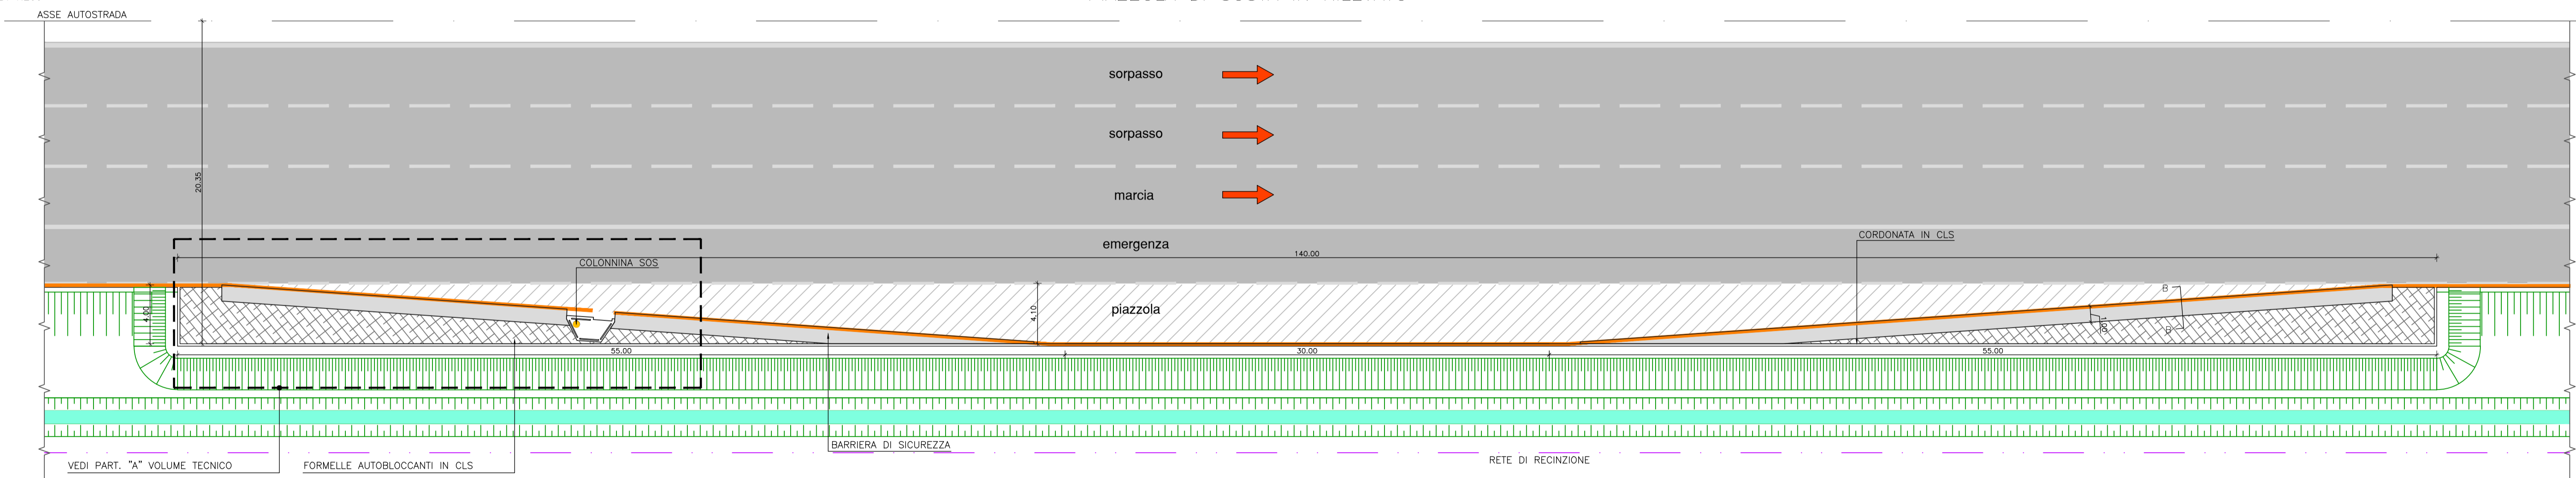 ASSE AUTOSTRADA
sorpasso
sorpasso
20.35
marcia
CORDONATA IN CLS
emergenza
140.00
COLONNINA SOS
B
4.00
4.10
piazzola
1.00
B
55.00
30.00
55.00
BARRIERA DI SICUREZZA
RETE DI RECINZIONE
VEDI PART. "A" VOLUME TECNICO
FORMELLE AUTOBLOCCANTI IN CLS